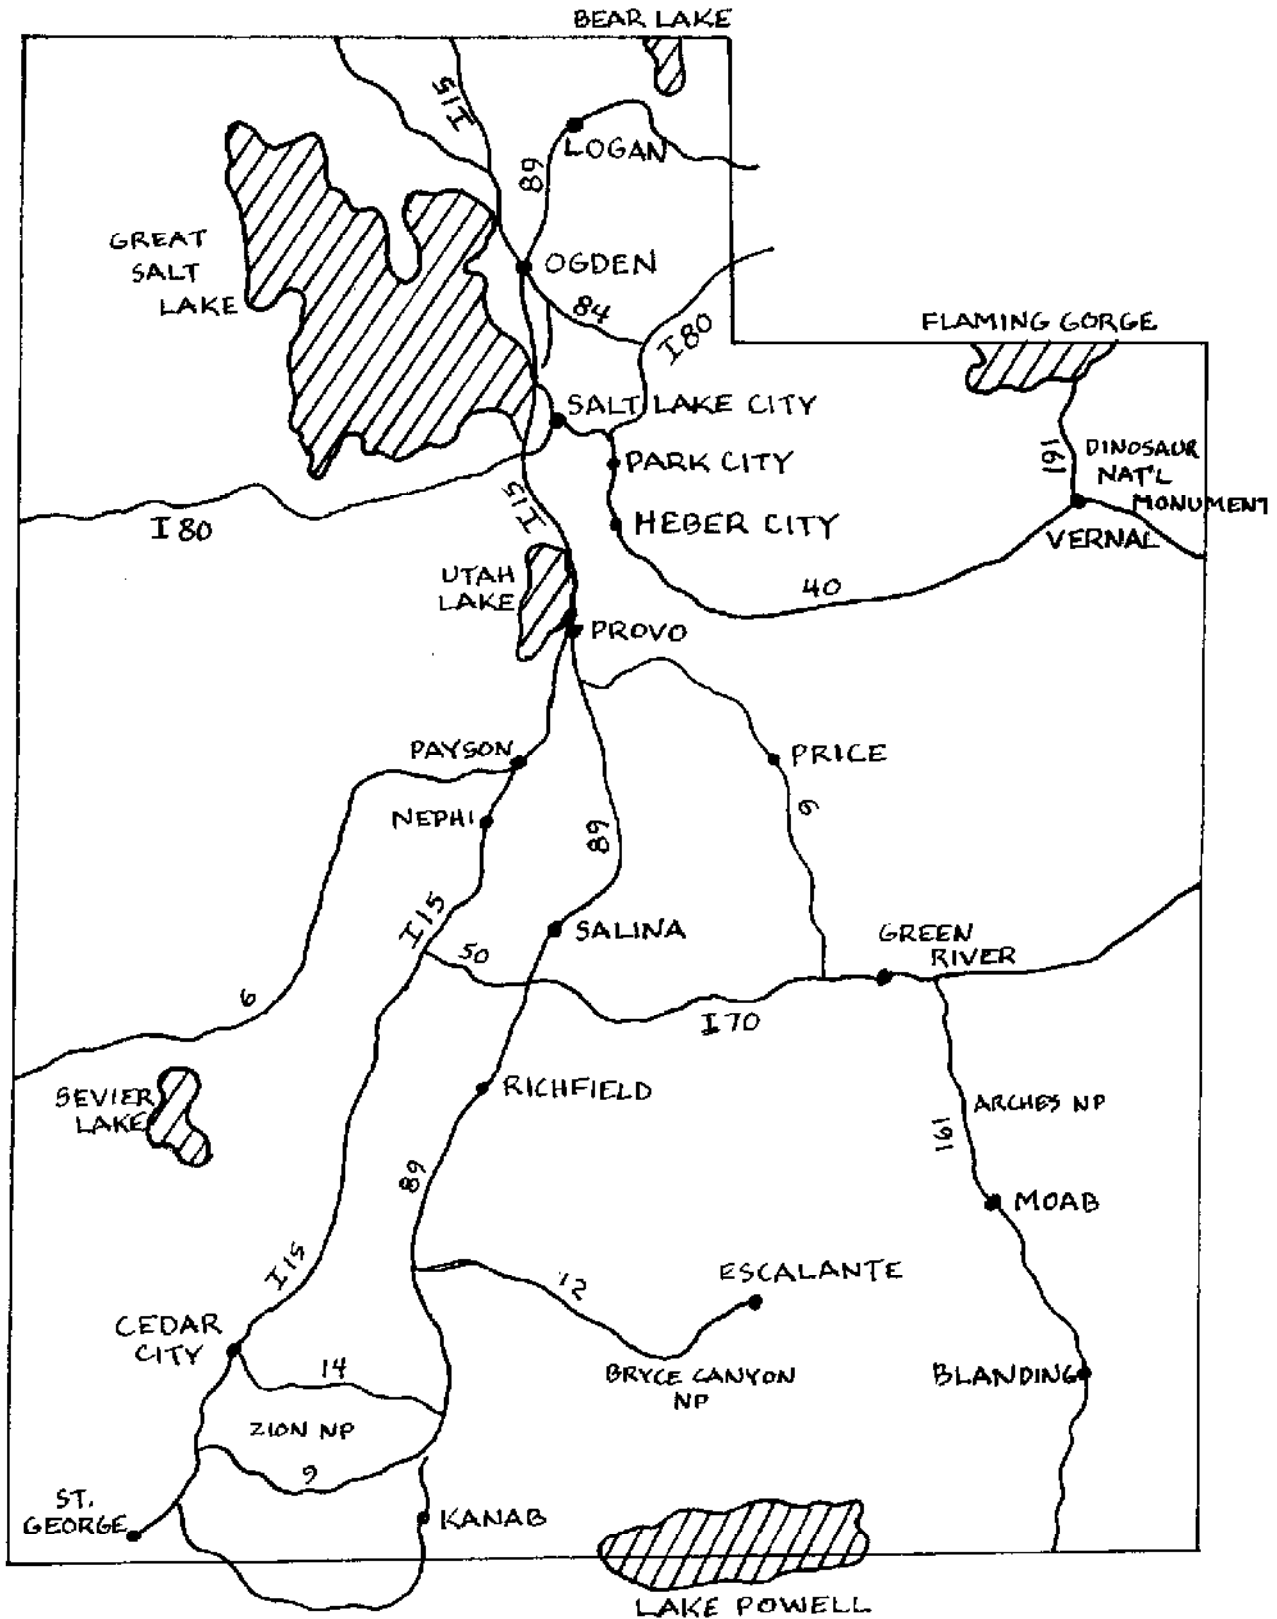 BEAR LAKE
I15
LOGAN
89
GREAT
SALT
LAKE
OGDEN
84
I80
FLAMING GORGE
SALT LAKE CITY
PARK CITY
161
DINOSAUR
NAT'L
MONUMENT
I15
I80
HEBER CITY
VERNAL
UTAH
LAKE
40
PROVO
PAYSON
PRICE
NEPHI
6
89
I15
SALINA
50
GREEN
RIVER
6
I70
SEVIER
LAKE
RICHFIELD
ARCHES NP
161
89
MOAB
I15
12
ESCALANTE
CEDAR
CITY
14
BRYCE CANYON
NP
BLANDING
ZION NP
9
ST.
GEORGE
KANAB
LAKE POWELL